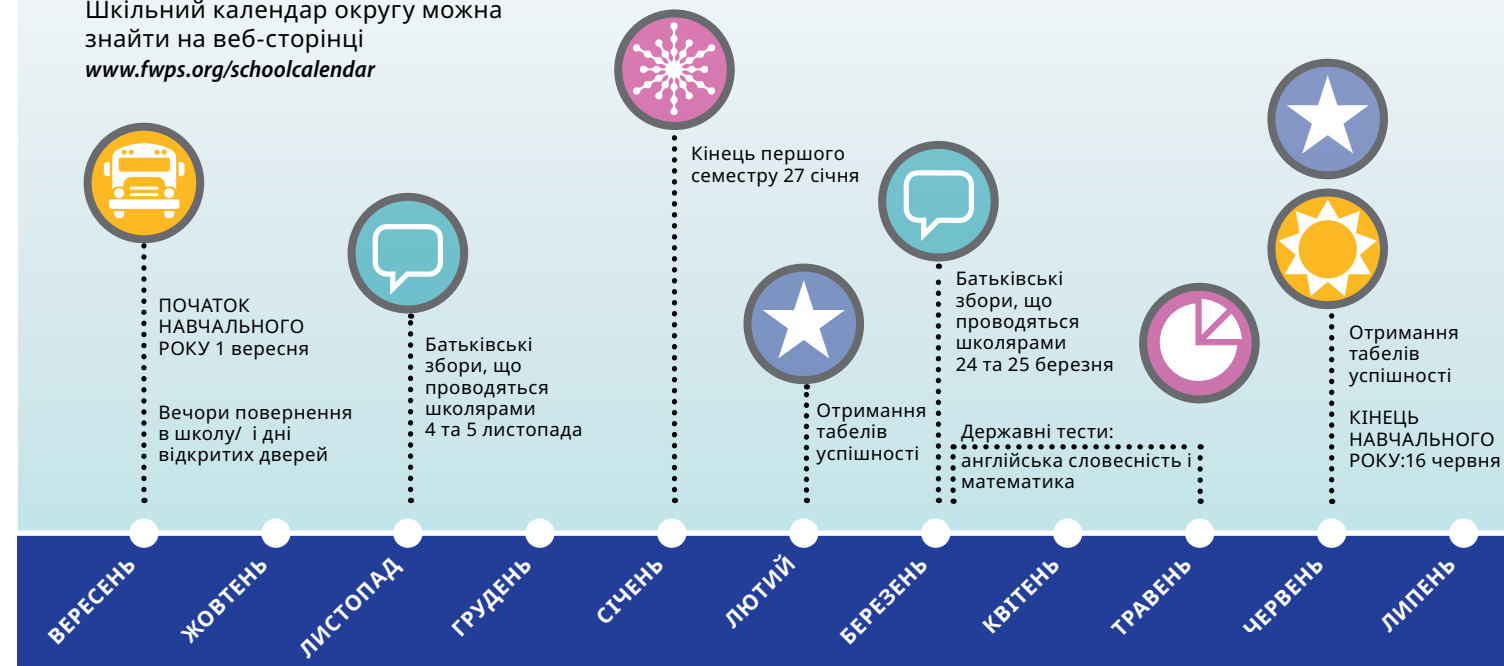 Шкільний календар округу можна
знайти на веб-сторінці
www.fwps.org/schoolcalendar
ПОЧАТОК
НАВЧАЛЬНОГО
РОКУ 1 вересня
Вечори повернення
в школу/ і дні
відкритих дверей
Батьківські
збори, що
проводяться
школярами
4 та 5 листопада
Кінець першого
семестру 27 січня
Отримання
табелів
успішності
Батьківські
збори, що
проводяться
школярами
24 та 25 березня
Державні тести:
англійська словесність і
математика
Отримання
табелів
успішності
КІНЕЦЬ
НАВЧАЛЬНОГО
РОКУ:16 червня
ВЕРЕСЕНЬ
ЖОВТЕНЬ
ЛИСТОПАД
ГРУДЕНЬ
СІЧЕНЬ
ЛЮТИЙ
БЕРЕЗЕНЬ
КВІТЕНЬ
ТРАВЕНЬ
ЧЕРВЕНЬ
ЛИПЕНЬ